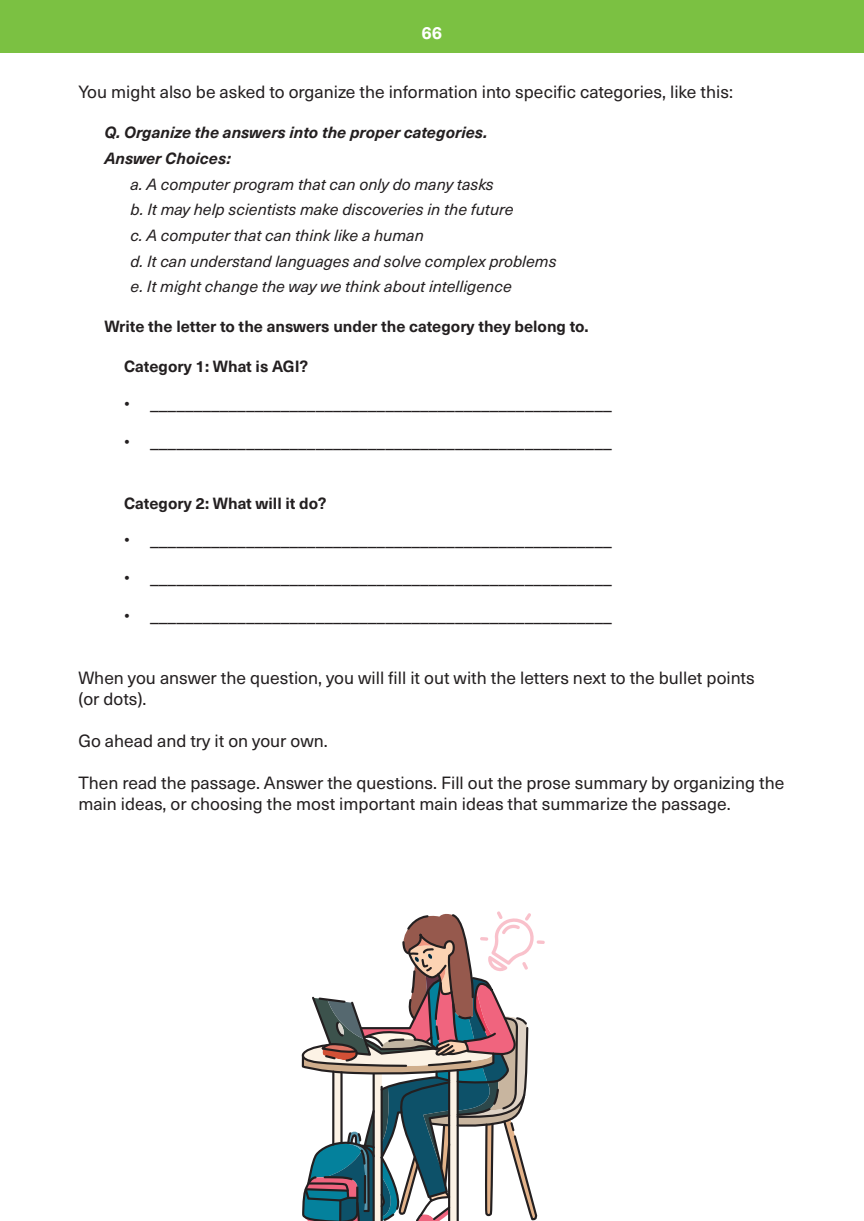 66
You might also be asked to organize the information into specific categories, like this:
Q. Organize the answers into the proper categories.
Answer Choices:
a. A computer program that can only do many tasks
b. It may help scientists make discoveries in the future
c. A computer that can think like a human
d. It can understand languages and solve complex problems
e. It might change the way we think about intelligence
Write the letter to the answers under the category they belong to.
Category 1: What is AGI?
• ______________________________________________________
• ______________________________________________________
Category 2: What will it do?
• ______________________________________________________
• ______________________________________________________
• ______________________________________________________
When you answer the question, you will fill it out with the letters next to the bullet points
(or dots).
Go ahead and try it on your own.
Then read the passage. Answer the questions. Fill out the prose summary by organizing the
main ideas, or choosing the most important main ideas that summarize the passage.